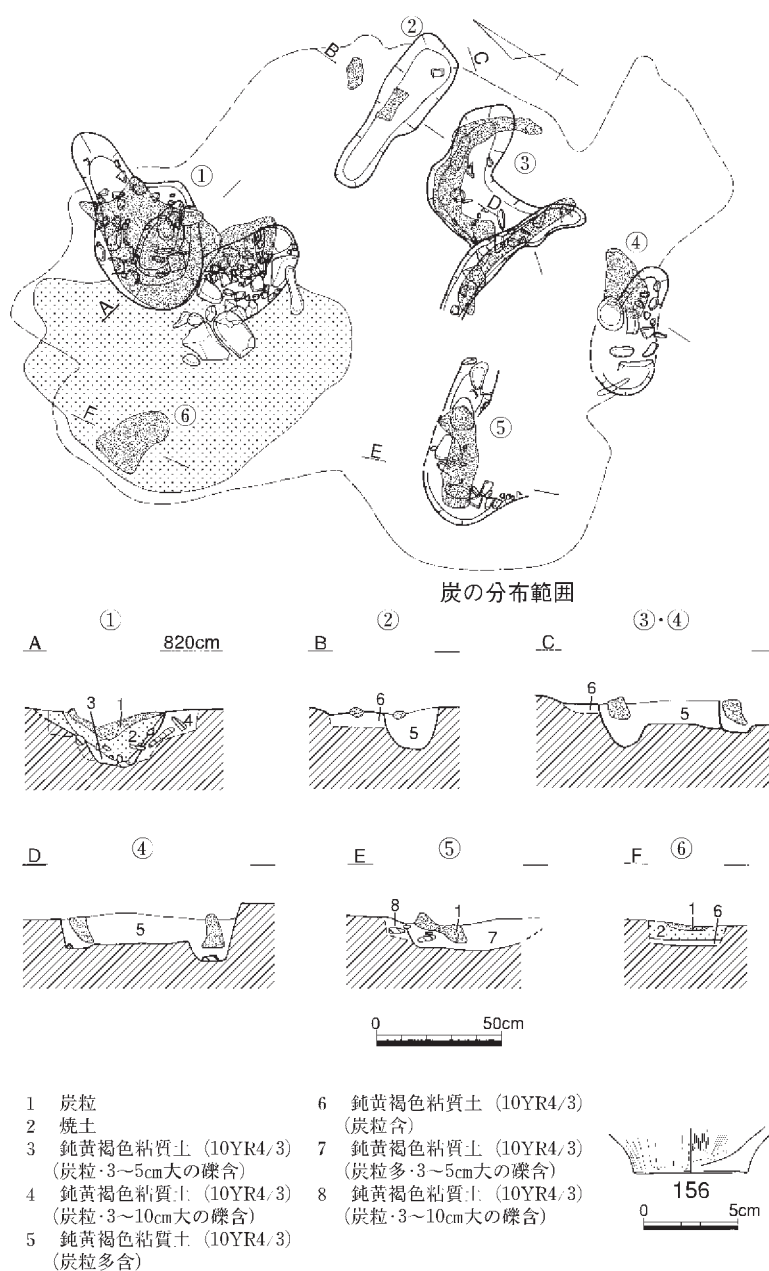 ②
B
C
①
③
D
④
A
⑥
F
⑤
E
炭の分布範囲
① ② ③・④
A 820cm B C
3 1 2 4
6 5
6 5
④ ⑤ ⑥
D E F
5
8 1 7
1 6 2
0 50cm
1 炭粒
2 焼土
3 鈍黄褐色粘質土 (10YR4/3)
(炭粒・3～5㎝大の礫含)
4 鈍黄褐色粘質土 (10YR4/3)
(炭粒・3～10㎝大の礫含)
5 鈍黄褐色粘質土 (10YR4/3)
(炭粒多含)
6 鈍黄褐色粘質土 (10YR4/3)
(炭粒含)
7 鈍黄褐色粘質土 (10YR4/3)
(炭粒多・3～5㎝大の礫含)
8 鈍黄褐色粘質土 (10YR4/3)
(炭粒・3～10㎝大の礫含)
156
0 5cm